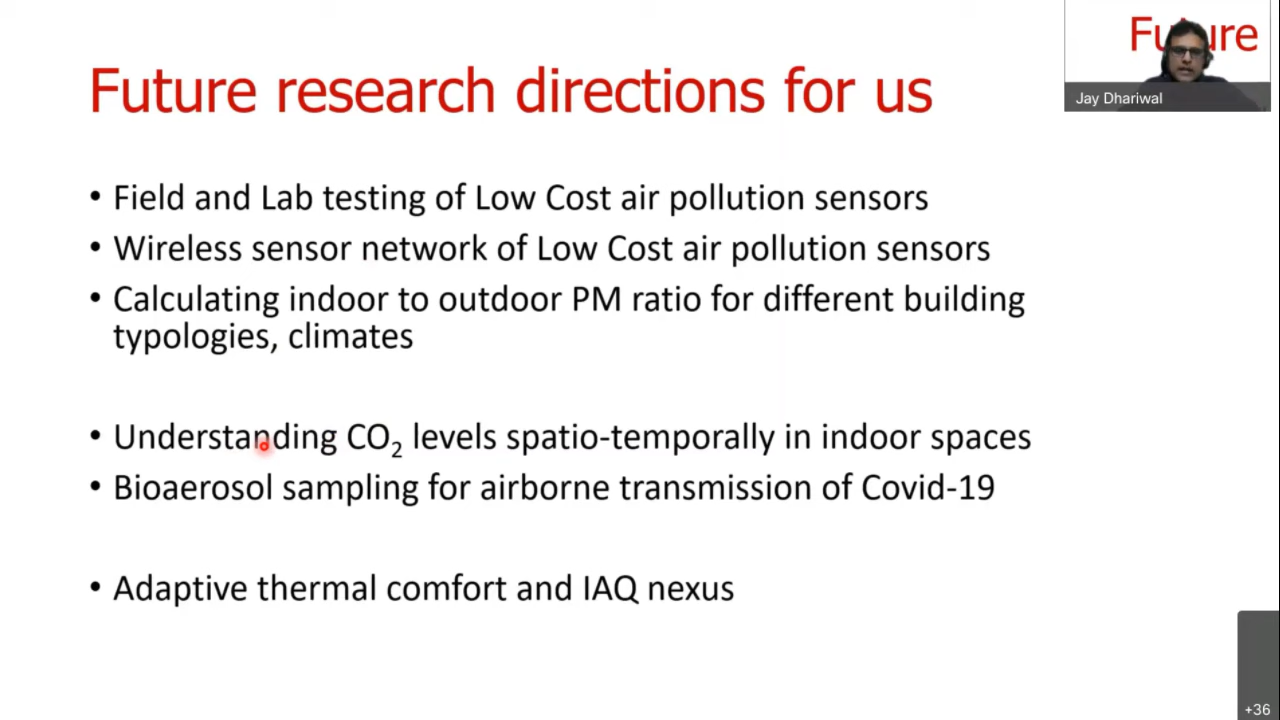 Future research directions for us
• Field and Lab testing of Low Cost air pollution sensors
• Wireless sensor network of Low Cost air pollution sensors
• Calculating indoor to outdoor PM ratio for different building
typologies, climates
• Understanding CO₂ levels spatio-temporally in indoor spaces
• Bioaerosol sampling for airborne transmission of Covid-19
• Adaptive thermal comfort and IAQ nexus
Jay Dhariwal
+36